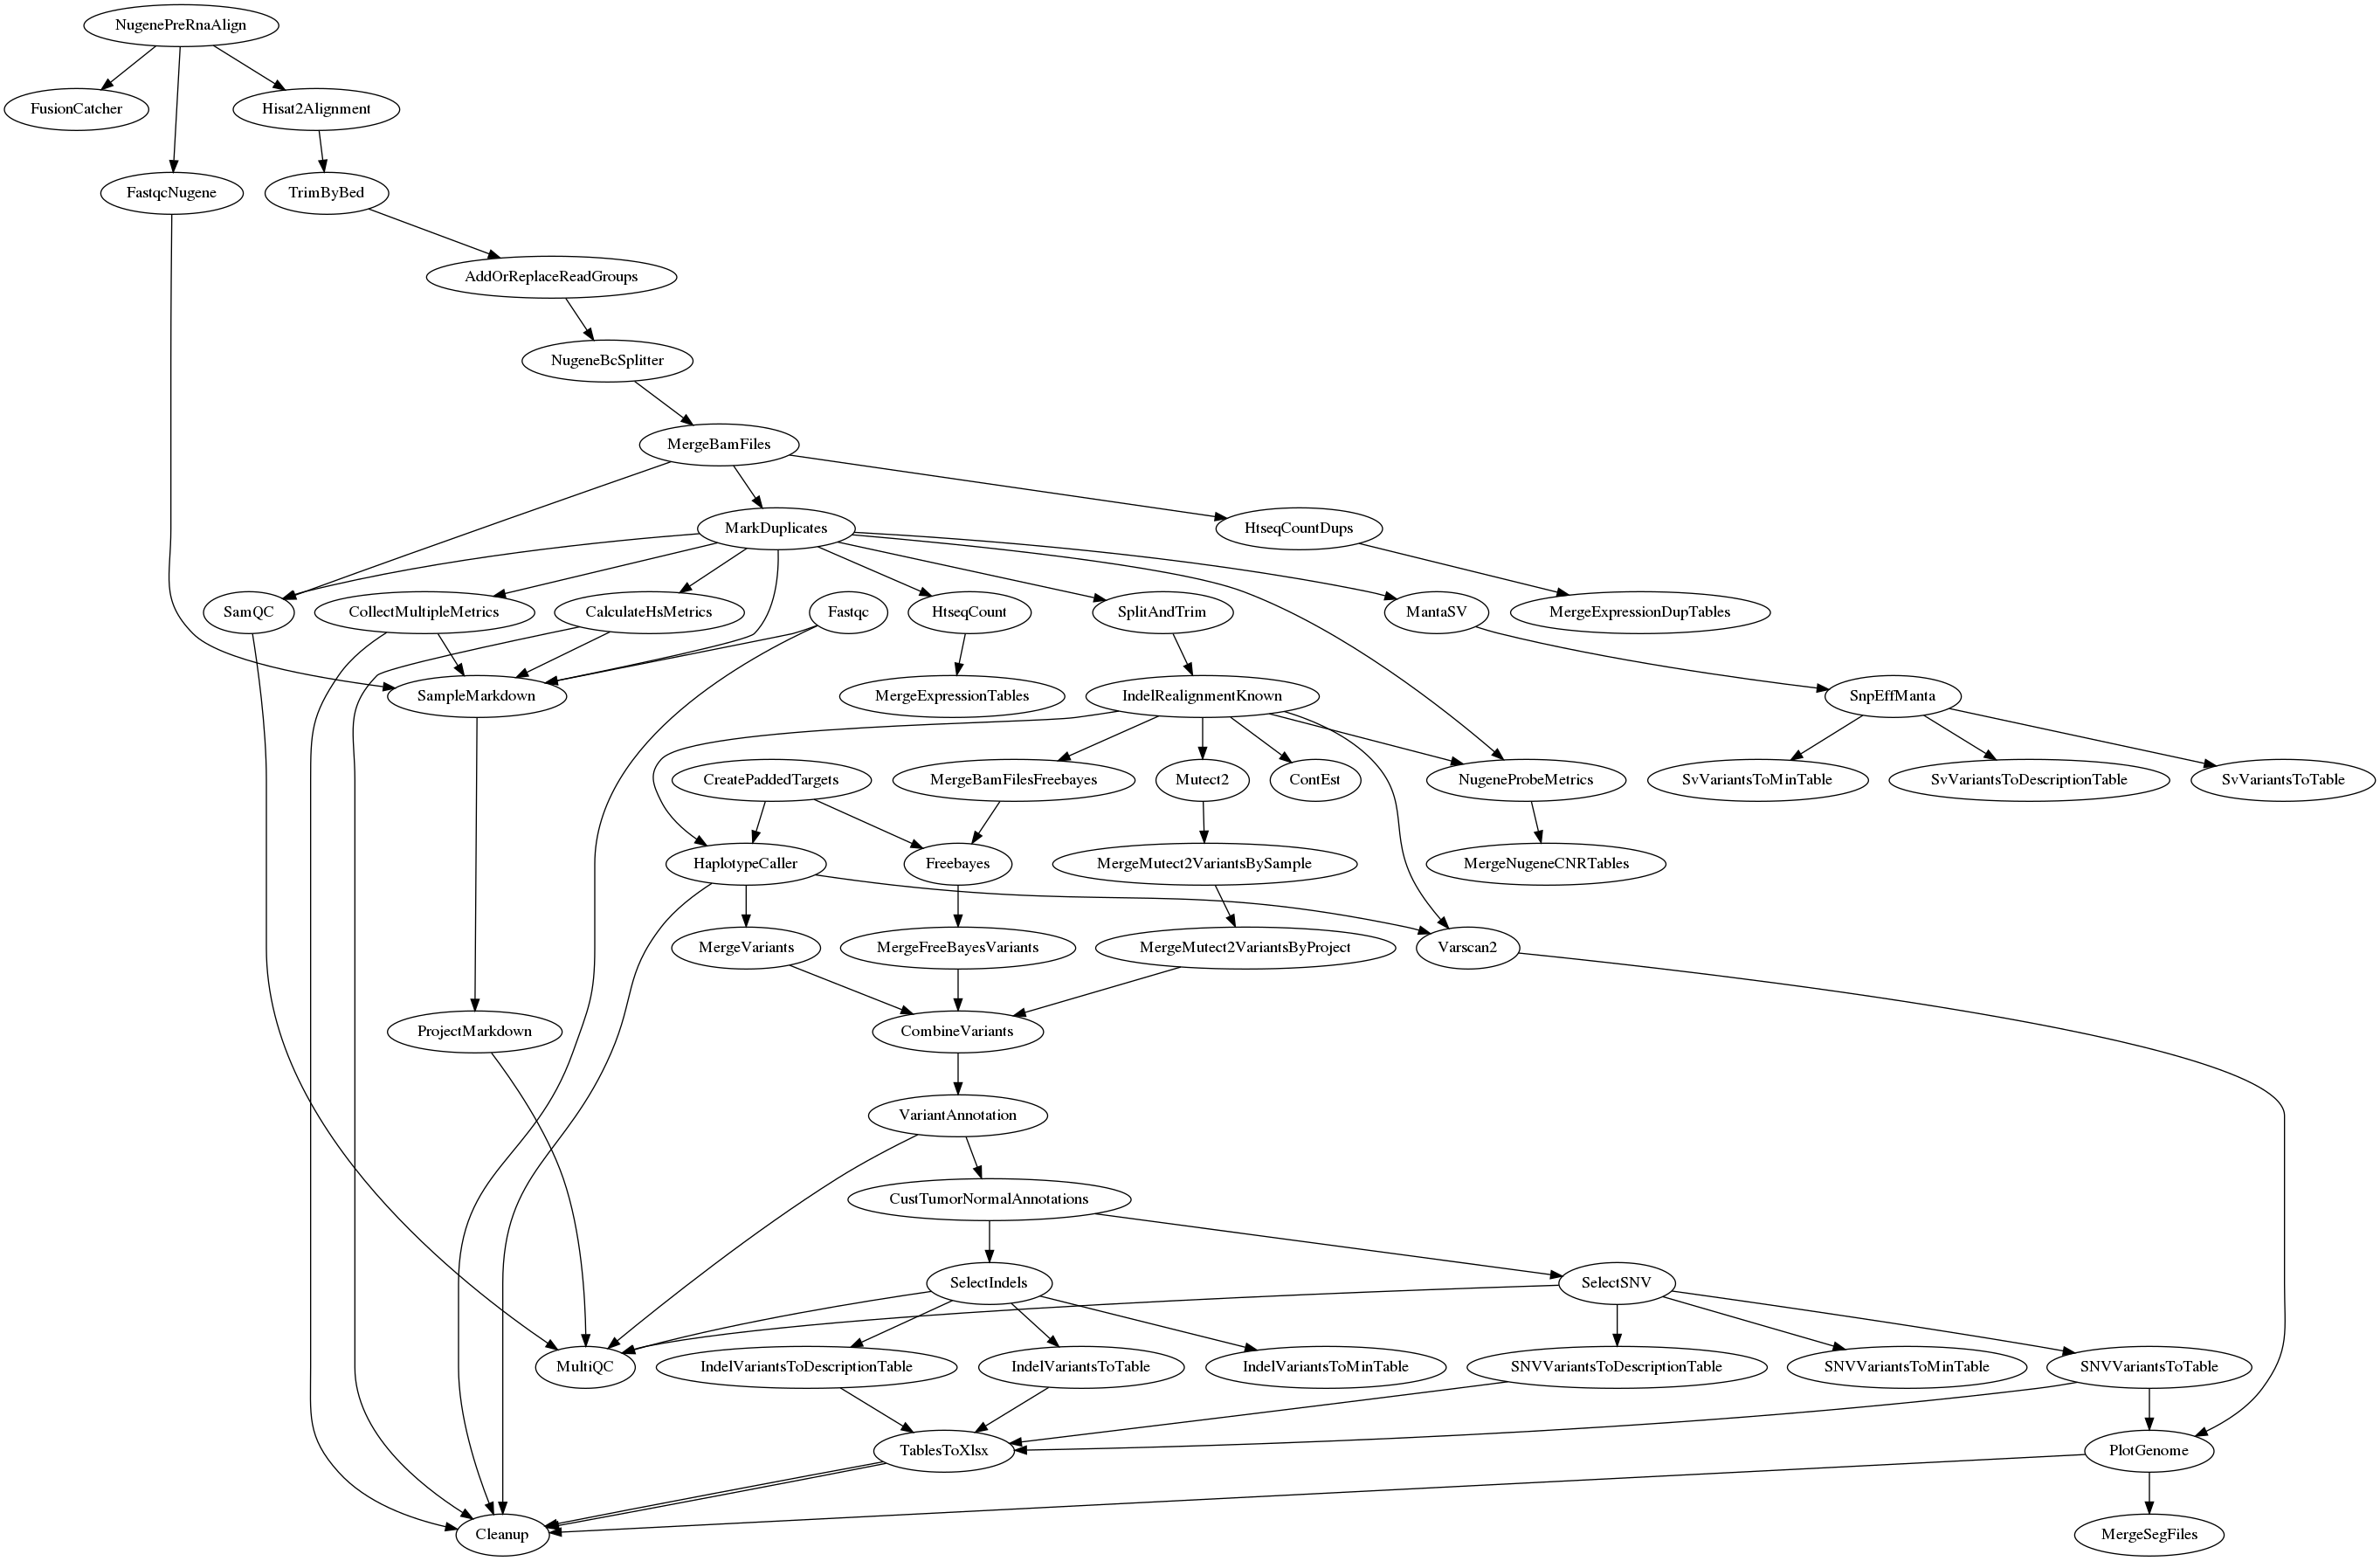 NugenePreRnaAlign
FusionCatcher
Hisat2Alignment
FastqcNugene
TrimByBed
AddOrReplaceReadGroups
NugeneBcSplitter
MergeBamFiles
MarkDuplicates
HtseqCountDups
SamQC
CollectMultipleMetrics
CalculateHsMetrics
Fastqc
HtseqCount
SplitAndTrim
MantaSV
MergeExpressionDupTables
SampleMarkdown
MergeExpressionTables
IndelRealignmentKnown
SnpEffManta
CreatePaddedTargets
MergeBamFilesFreebayes
Mutect2
ContEst
NugeneProbeMetrics
SvVariantsToMinTable
SvVariantsToDescriptionTable
SvVariantsToTable
HaplotypeCaller
Freebayes
MergeMutect2VariantsBySample
MergeNugeneCNRTables
MergeVariants
MergeFreeBayesVariants
MergeMutect2VariantsByProject
Varscan2
ProjectMarkdown
CombineVariants
VariantAnnotation
CustTumorNormalAnnotations
SelectIndels
SelectSNV
MultiQC
IndelVariantsToDescriptionTable
IndelVariantsToTable
IndelVariantsToMinTable
SNVVariantsToDescriptionTable
SNVVariantsToMinTable
SNVVariantsToTable
TablesToXlsx
PlotGenome
Cleanup
MergeSegFiles